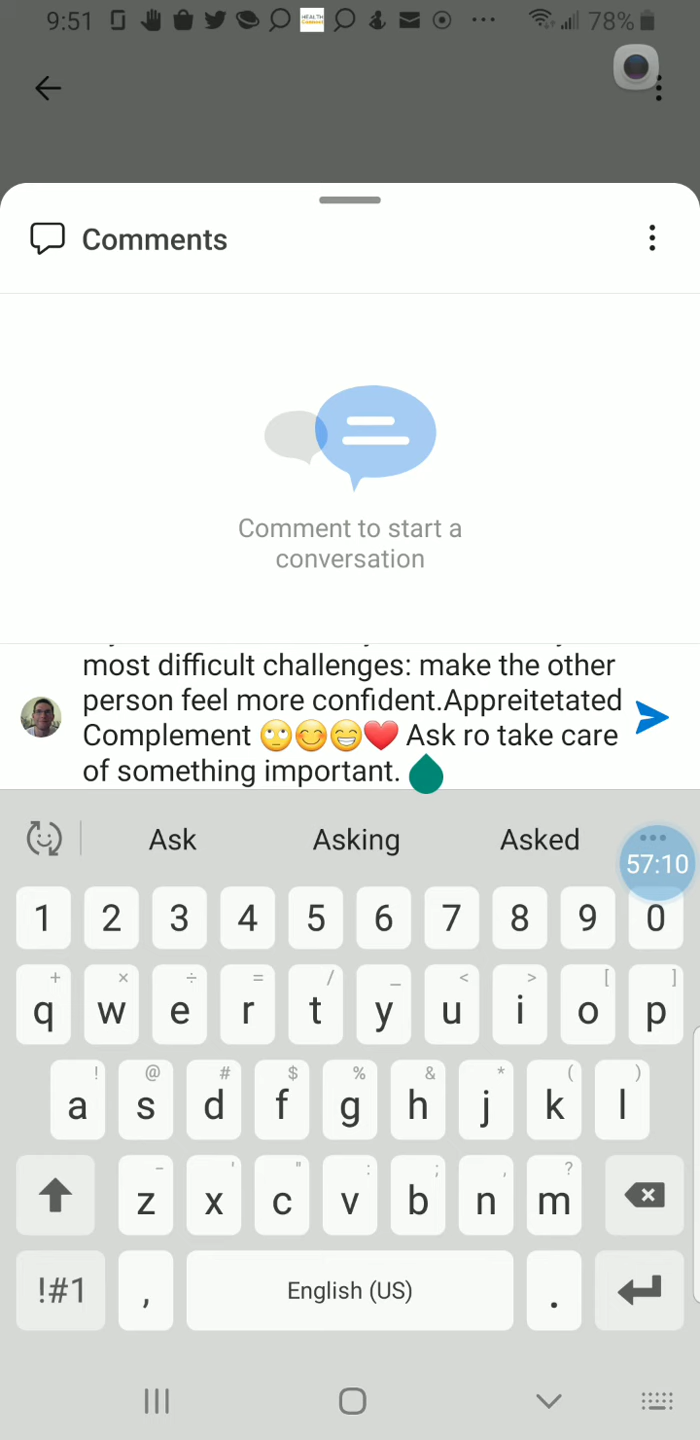 9:51 78%
Comments
Comment to start a
conversation
most difficult challenges: make the other
person feel more confident.Appreitetated
Complement 🙄😊😁❤️ Ask ro take care
of something important.
Ask Asking Asked
57:10
1 2 3 4 5 6 7 8 9 0
+ × ÷ = / _ < > [ ]
q w e r t y u i o p
! @ # $ % & * ( )
a s d f g h j k l
- ' " : ; , ?
z x c v b n m
!#1 , English (US) .